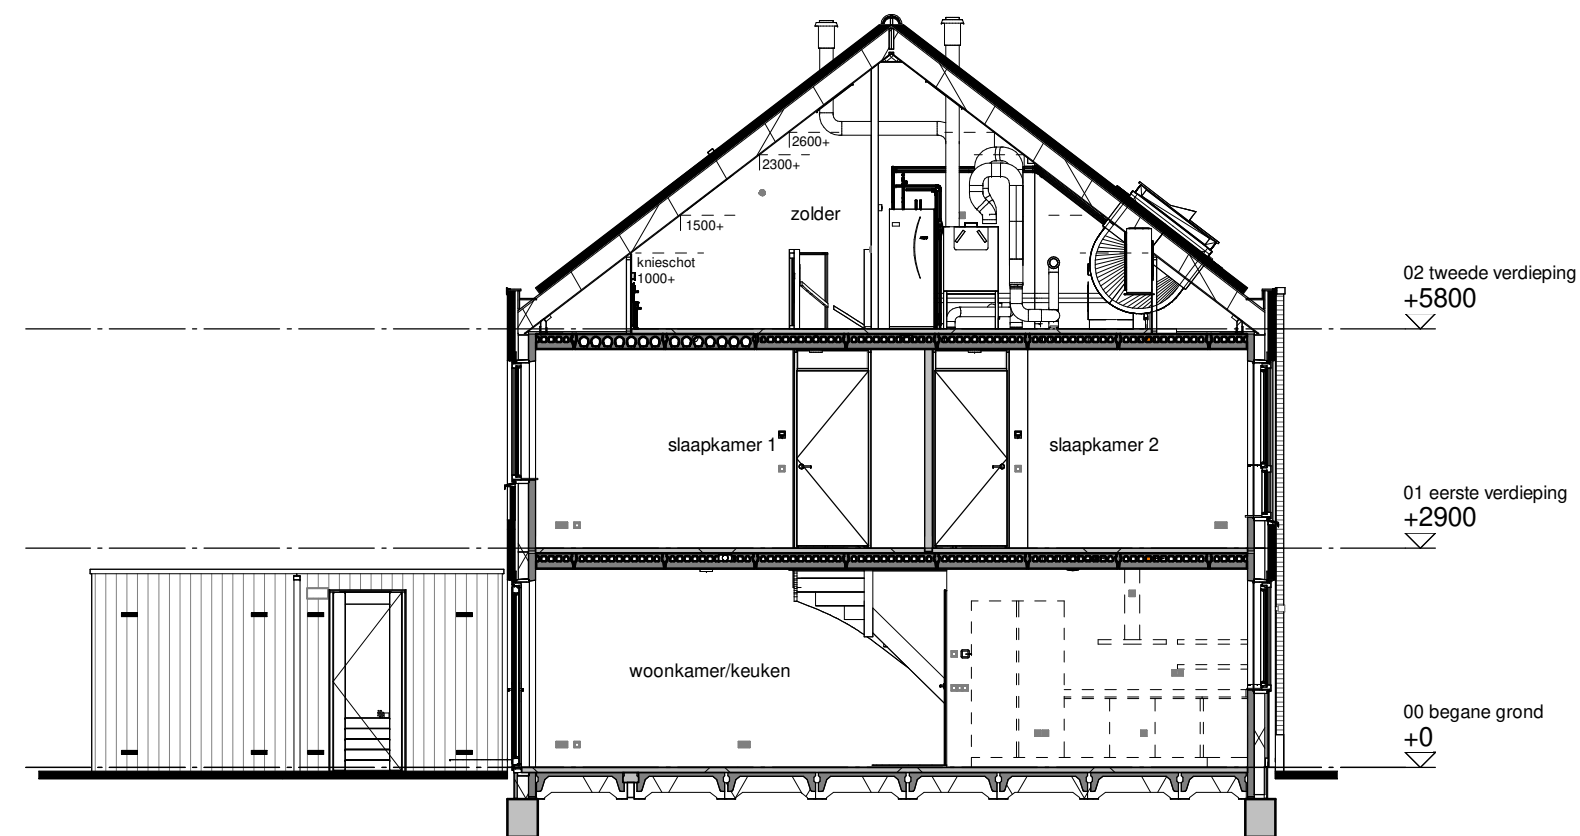 2600+
2300+
zolder
1500+
knieschot
1000+
02 tweede verdieping
+5800
slaapkamer 1
slaapkamer 2
01 eerste verdieping
+2900
woonkamer/keuken
00 begane grond
+0